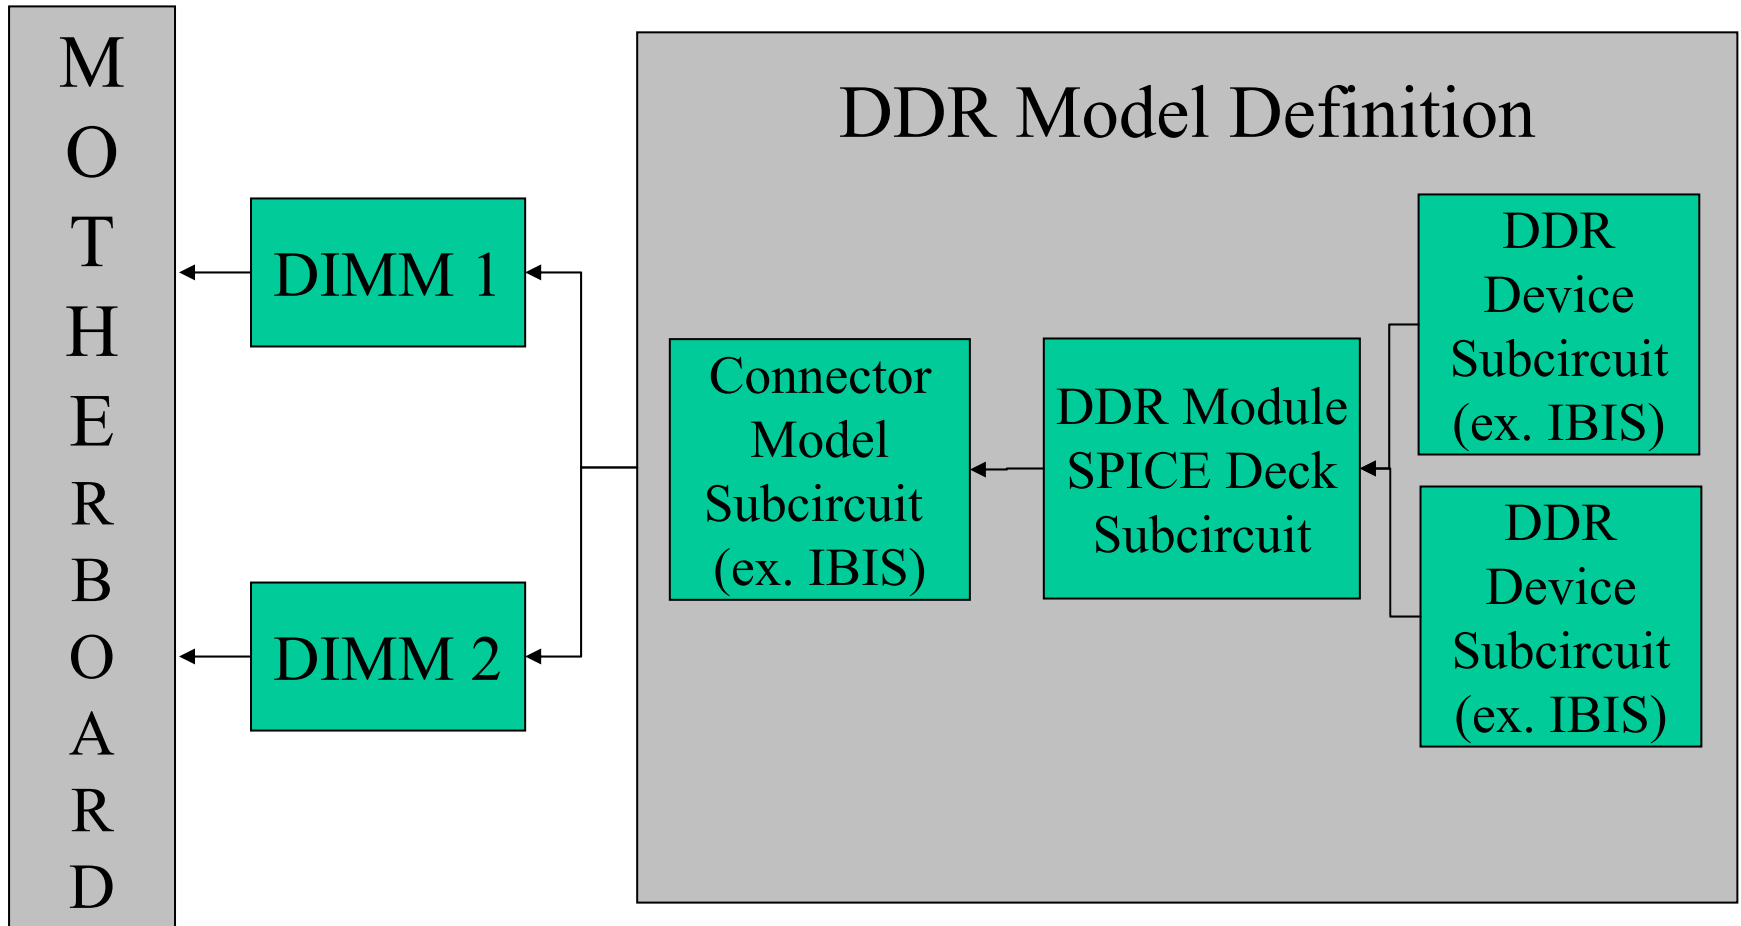 M
O
T
H
E
R
B
O
A
R
D
DIMM 1
DIMM 2
DDR Model Definition
Connector
Model
Subcircuit
(ex. IBIS)
DDR Module
SPICE Deck
Subcircuit
DDR
Device
Subcircuit
(ex. IBIS)
DDR
Device
Subcircuit
(ex. IBIS)